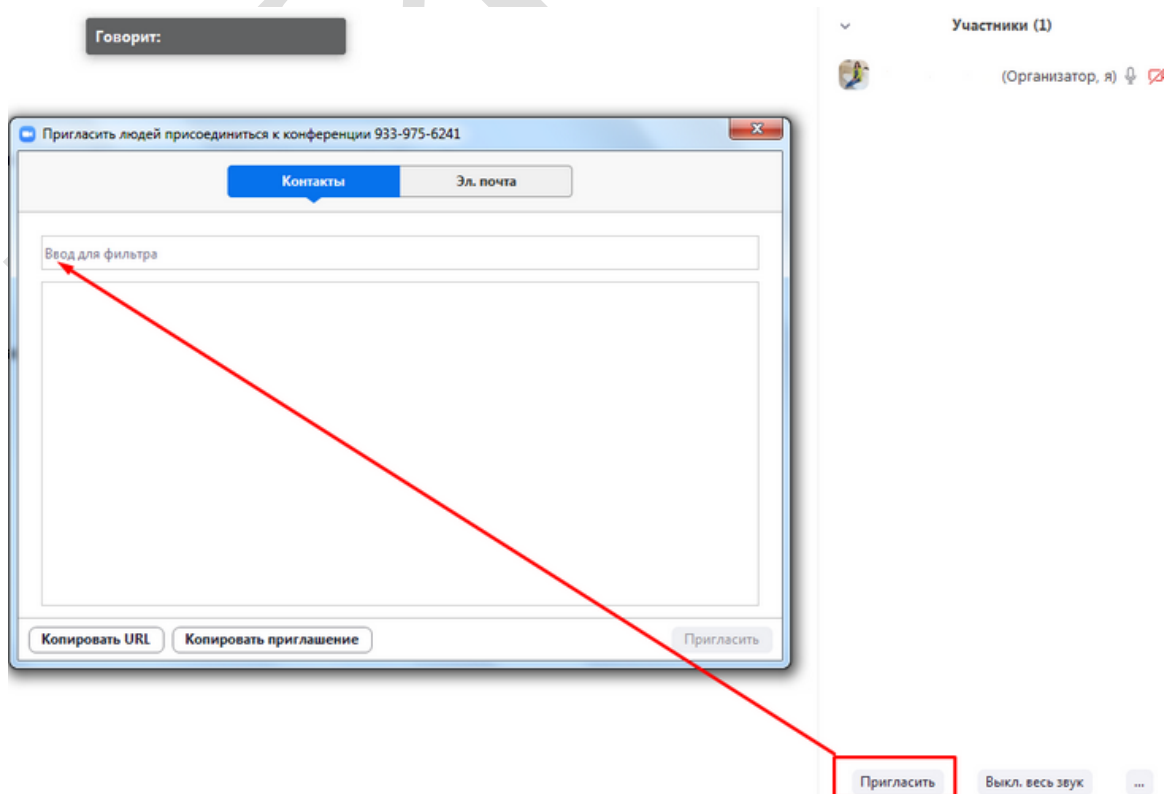 Говорит:
Участники (1)
(Организатор, я)
Пригласить людей присоединиться к конференции 933-975-6241
Контакты
Эл. почта
Ввод для фильтра
Копировать URL
Копировать приглашение
Пригласить
Пригласить
Выкл. весь звук
...